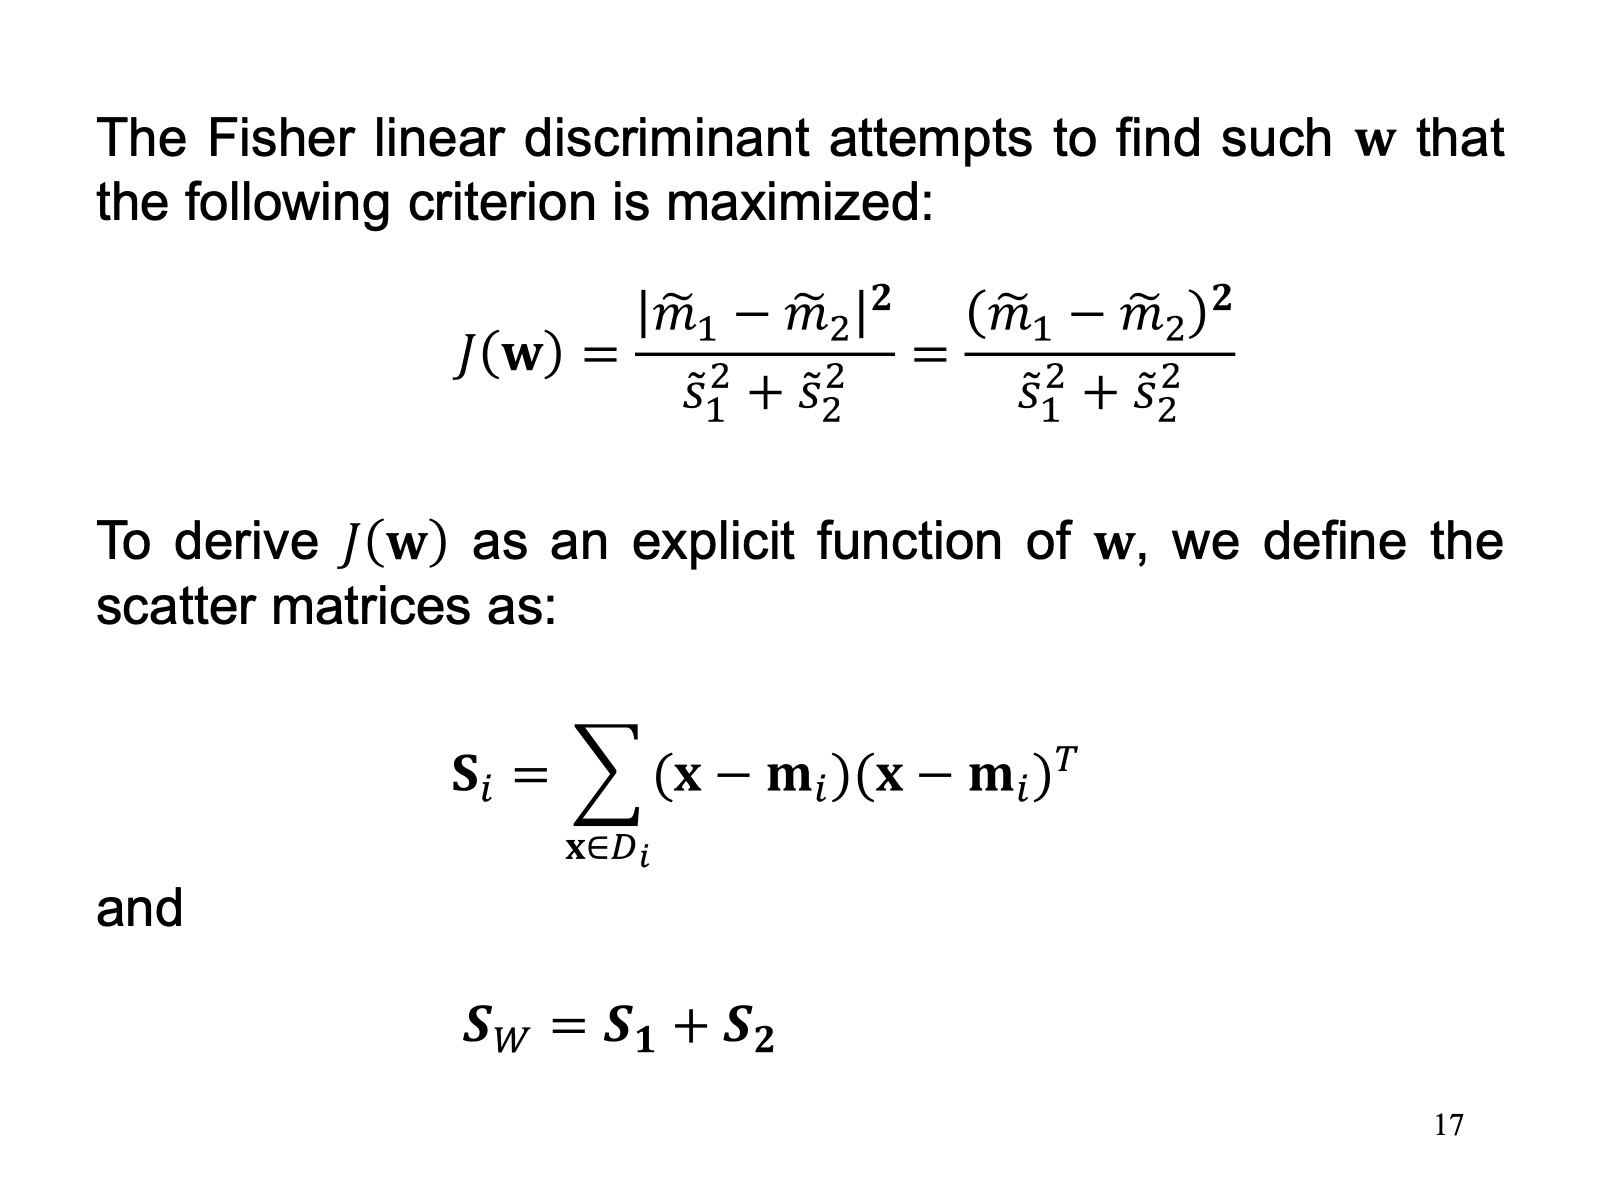 The Fisher linear discriminant attempts to find such 𝐰 that
the following criterion is maximized:
J(𝐰) = |m̃₁ − m̃₂|² / (s̃₁² + s̃₂²) = (m̃₁ − m̃₂)² / (s̃₁² + s̃₂²)
To derive J(𝐰) as an explicit function of 𝐰, we define the
scatter matrices as:
𝐒ᵢ = ∑_{𝐱∈Dᵢ} (𝐱 − 𝐦ᵢ)(𝐱 − 𝐦ᵢ)ᵀ
and
𝑺_W = 𝑺₁ + 𝑺₂
17